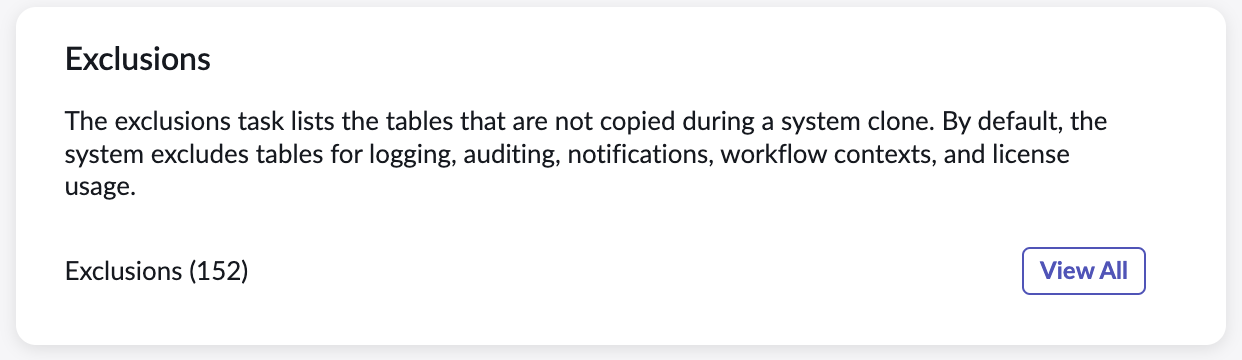 Exclusions
The exclusions task lists the tables that are not copied during a system clone. By default, the
system excludes tables for logging, auditing, notifications, workflow contexts, and license
usage.
Exclusions (152)
View All